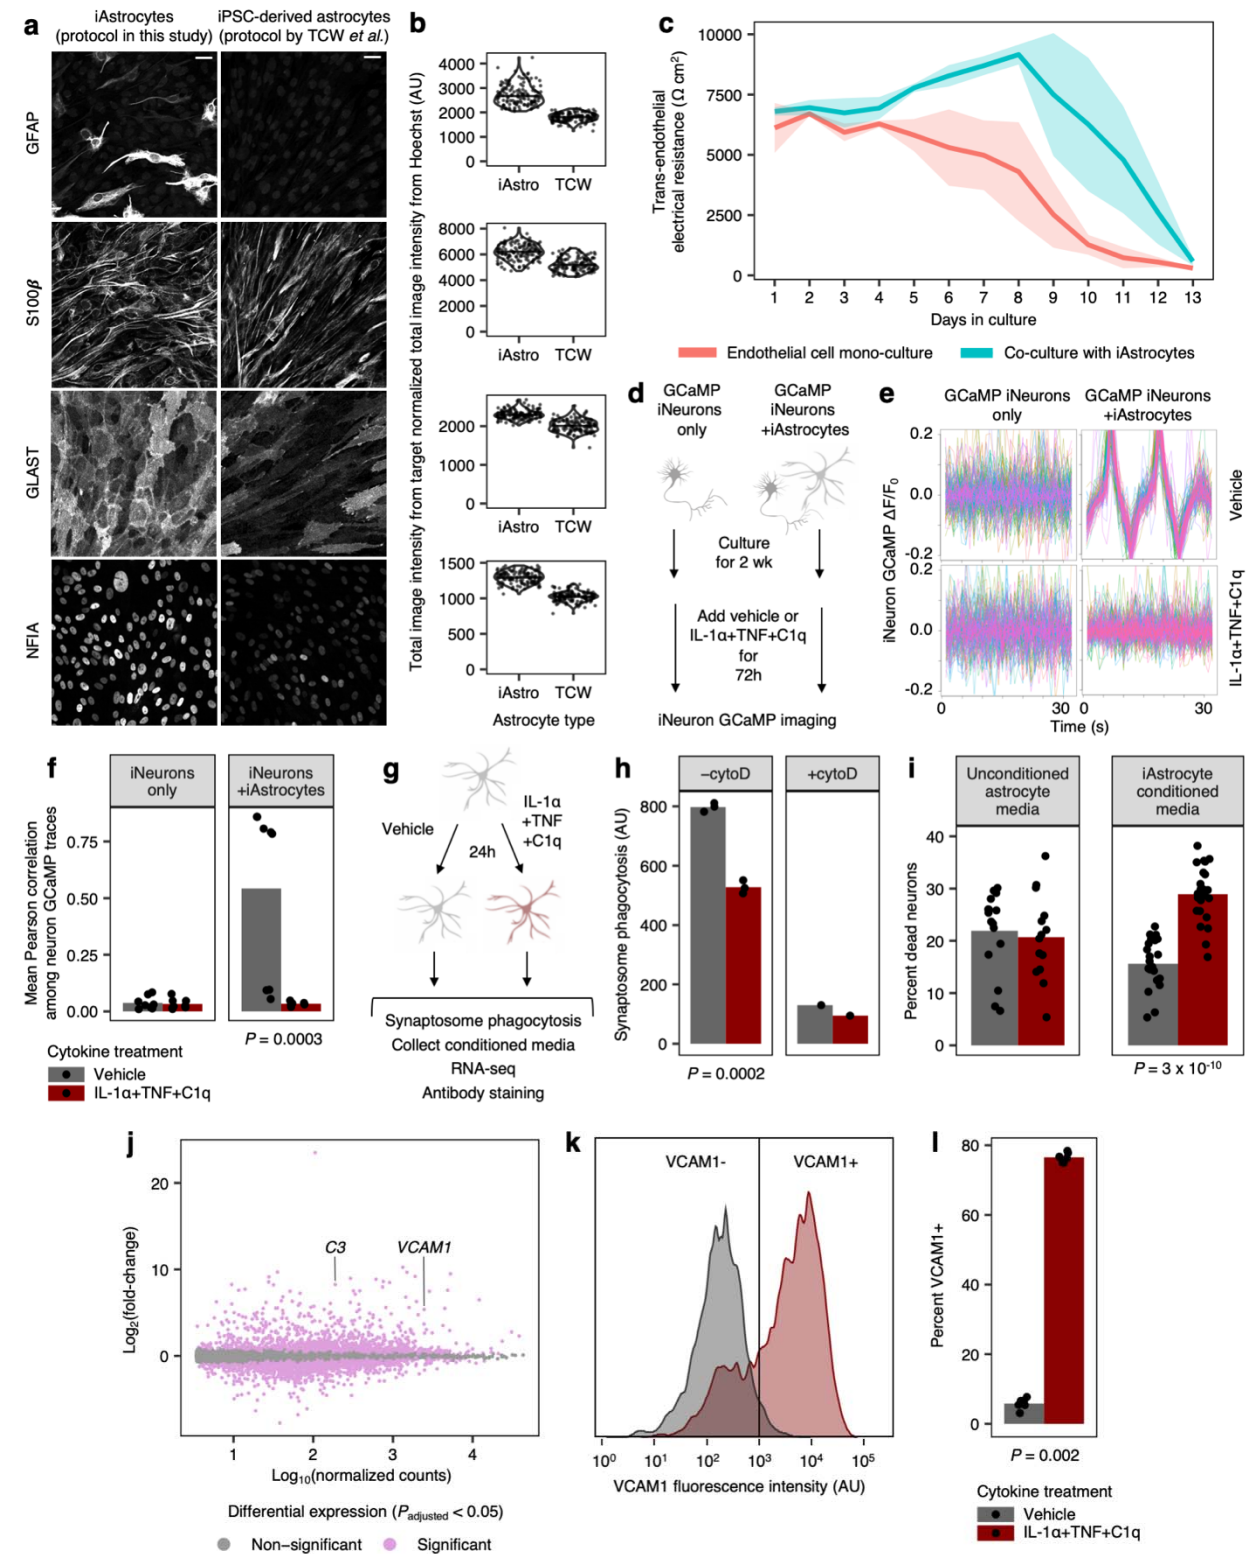 a
iAstrocytes
(protocol in this study)
iPSC-derived astrocytes
(protocol by TCW et al.)
GFAP
S100β
GLAST
NFIA
b
Total image intensity from target normalized total image intensity from Hoechst (AU)
4000
3000
2000
1000
0
iAstro TCW
8000
6000
4000
2000
0
iAstro TCW
2000
1000
0
iAstro TCW
1500
1000
500
0
iAstro TCW
Astrocyte type
c
Trans-endothelial
electrical resistance (Ω cm²)
10000
7500
5000
2500
0
1 2 3 4 5 6 7 8 9 10 11 12 13
Days in culture
Endothelial cell mono-culture
Co-culture with iAstrocytes
d
GCaMP
iNeurons
only
GCaMP
iNeurons
+iAstrocytes
Culture
for 2 wk
Add vehicle or
IL-1α+TNF+C1q
for
72h
iNeuron GCaMP imaging
e
GCaMP iNeurons
only
GCaMP iNeurons
+iAstrocytes
iNeuron GCaMP ΔF/F₀
0.2
0.0
-0.2
0.2
0.0
-0.2
Vehicle
IL-1α+TNF+C1q
0 30 0 30
Time (s)
f
iNeurons
only
iNeurons
+iAstrocytes
Mean Pearson correlation
among neuron GCaMP traces
0.75
0.50
0.25
0.00
P = 0.0003
Cytokine treatment
Vehicle
IL-1α+TNF+C1q
g
Vehicle
IL-1α
+TNF
+C1q
24h
Synaptosome phagocytosis
Collect conditioned media
RNA-seq
Antibody staining
h
−cytoD
+cytoD
Synaptosome phagocytosis (AU)
800
600
400
200
0
P = 0.0002
i
Unconditioned
astrocyte
media
iAstrocyte
conditioned
media
Percent dead neurons
40
30
20
10
0
P = 3 x 10⁻¹⁰
j
Log₂(fold-change)
20
10
0
C3
VCAM1
1 2 3 4
Log₁₀(normalized counts)
Differential expression (P adjusted < 0.05)
Non−significant
Significant
k
VCAM1-
VCAM1+
10⁰ 10¹ 10² 10³ 10⁴ 10⁵
VCAM1 fluorescence intensity (AU)
l
Percent VCAM1+
80
60
40
20
0
P = 0.002
Cytokine treatment
Vehicle
IL-1α+TNF+C1q